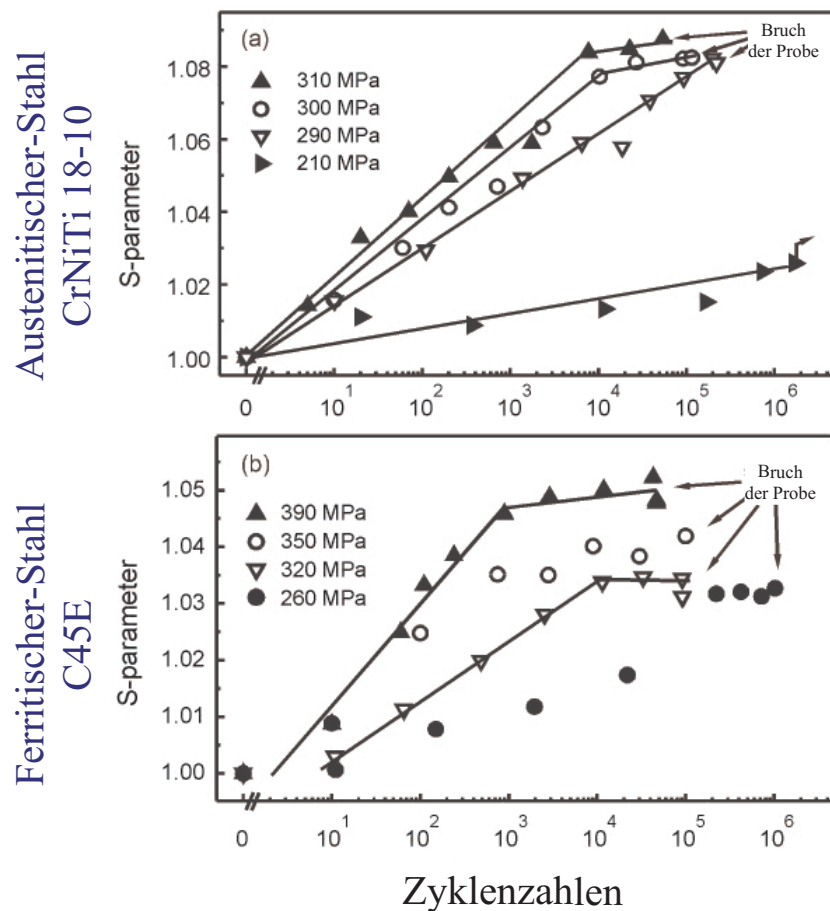 Austenitischer-Stahl
CrNiTi 18-10
S-parameter
(a)
310 MPa
300 MPa
290 MPa
210 MPa
Bruch
der Probe
1.08
1.06
1.04
1.02
1.00
0 10¹ 10² 10³ 10⁴ 10⁵ 10⁶
Ferritischer-Stahl
C45E
S-parameter
(b)
390 MPa
350 MPa
320 MPa
260 MPa
Bruch
der Probe
1.05
1.04
1.03
1.02
1.01
1.00
0 10¹ 10² 10³ 10⁴ 10⁵ 10⁶
Zyklenzahlen